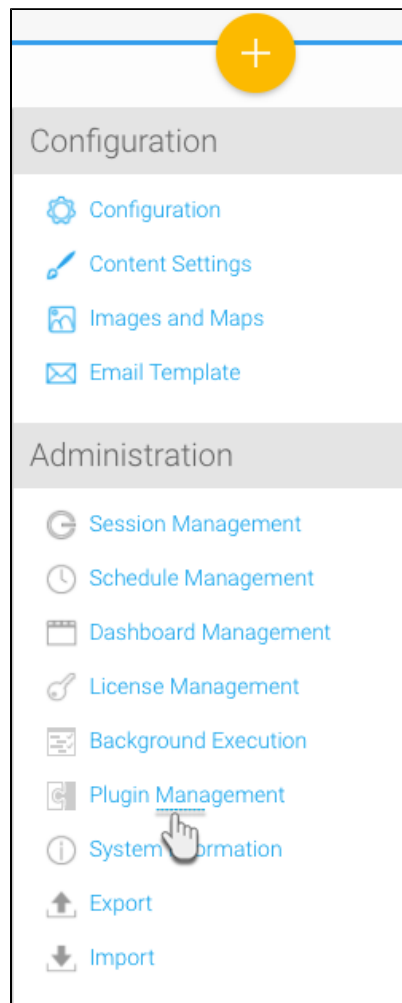 Configuration
Configuration
Content Settings
Images and Maps
Email Template
Administration
Session Management
Schedule Management
Dashboard Management
License Management
Background Execution
Plugin Management
System Information
Export
Import